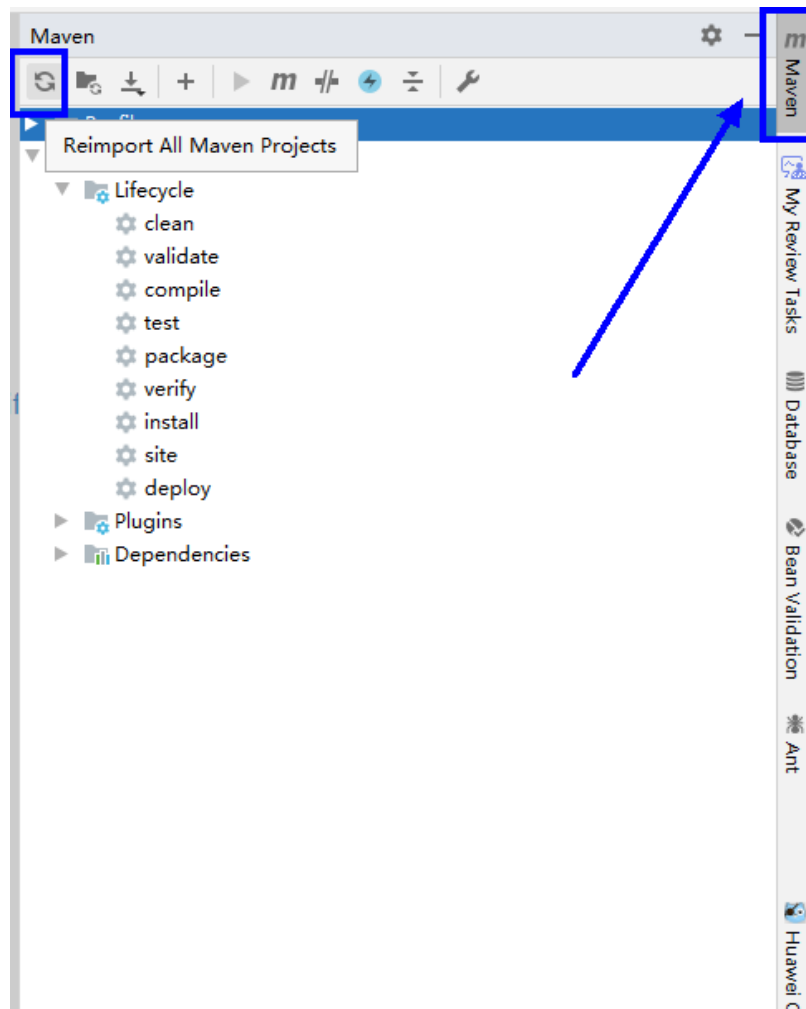 Maven
Reimport All Maven Projects
Lifecycle
clean
validate
compile
test
package
verify
install
site
deploy
Plugins
Dependencies
Maven
My Review Tasks
Database
Bean Validation
Ant
Huawei